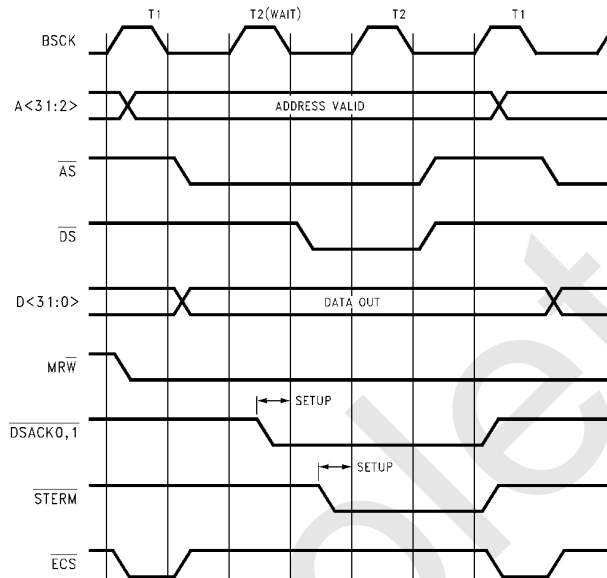 T1 T2(WAIT) T2 T1
BSCK
A<31:2> ADDRESS VALID
AS
DS
D<31:0> DATA OUT
MRW
SETUP
DSACK0,1
SETUP
STERM
ECS